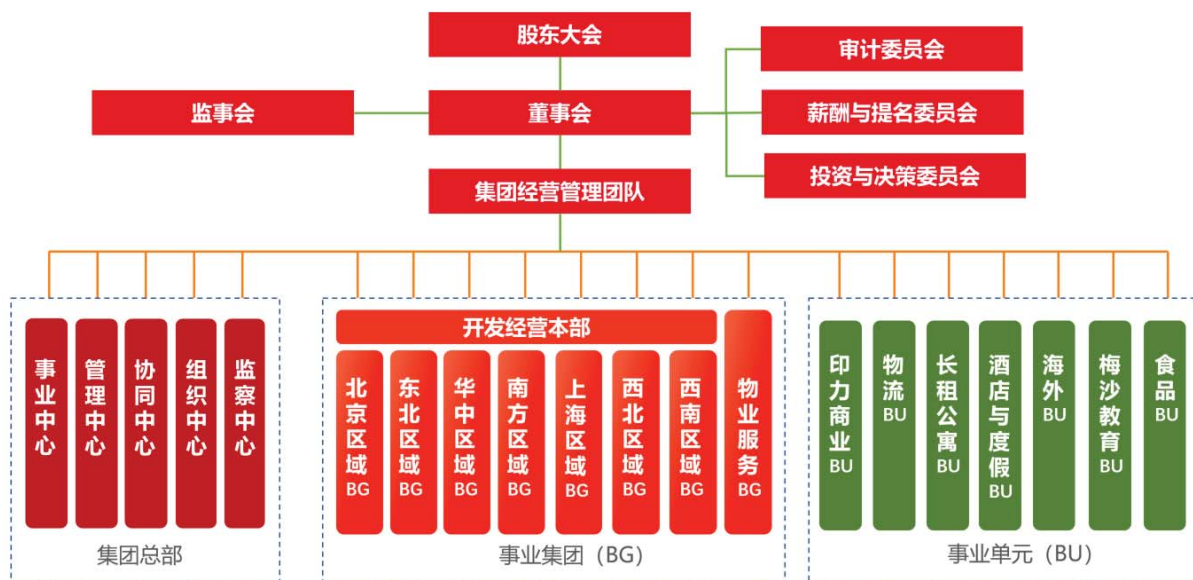 股东大会
审计委员会
监事会
董事会
薪酬与提名委员会
集团经营管理团队
投资与决策委员会
事业中心
管理中心
协同中心
组织中心
监察中心
集团总部
开发经营本部
北京区域BG
东北区域BG
华中区域BG
南方区域BG
上海区域BG
西北区域BG
西南区域BG
物业服务BG
事业集团（BG）
印力商业BU
物流BU
长租公寓BU
酒店与度假BU
海外BU
梅沙教育BU
食品BU
事业单元（BU）